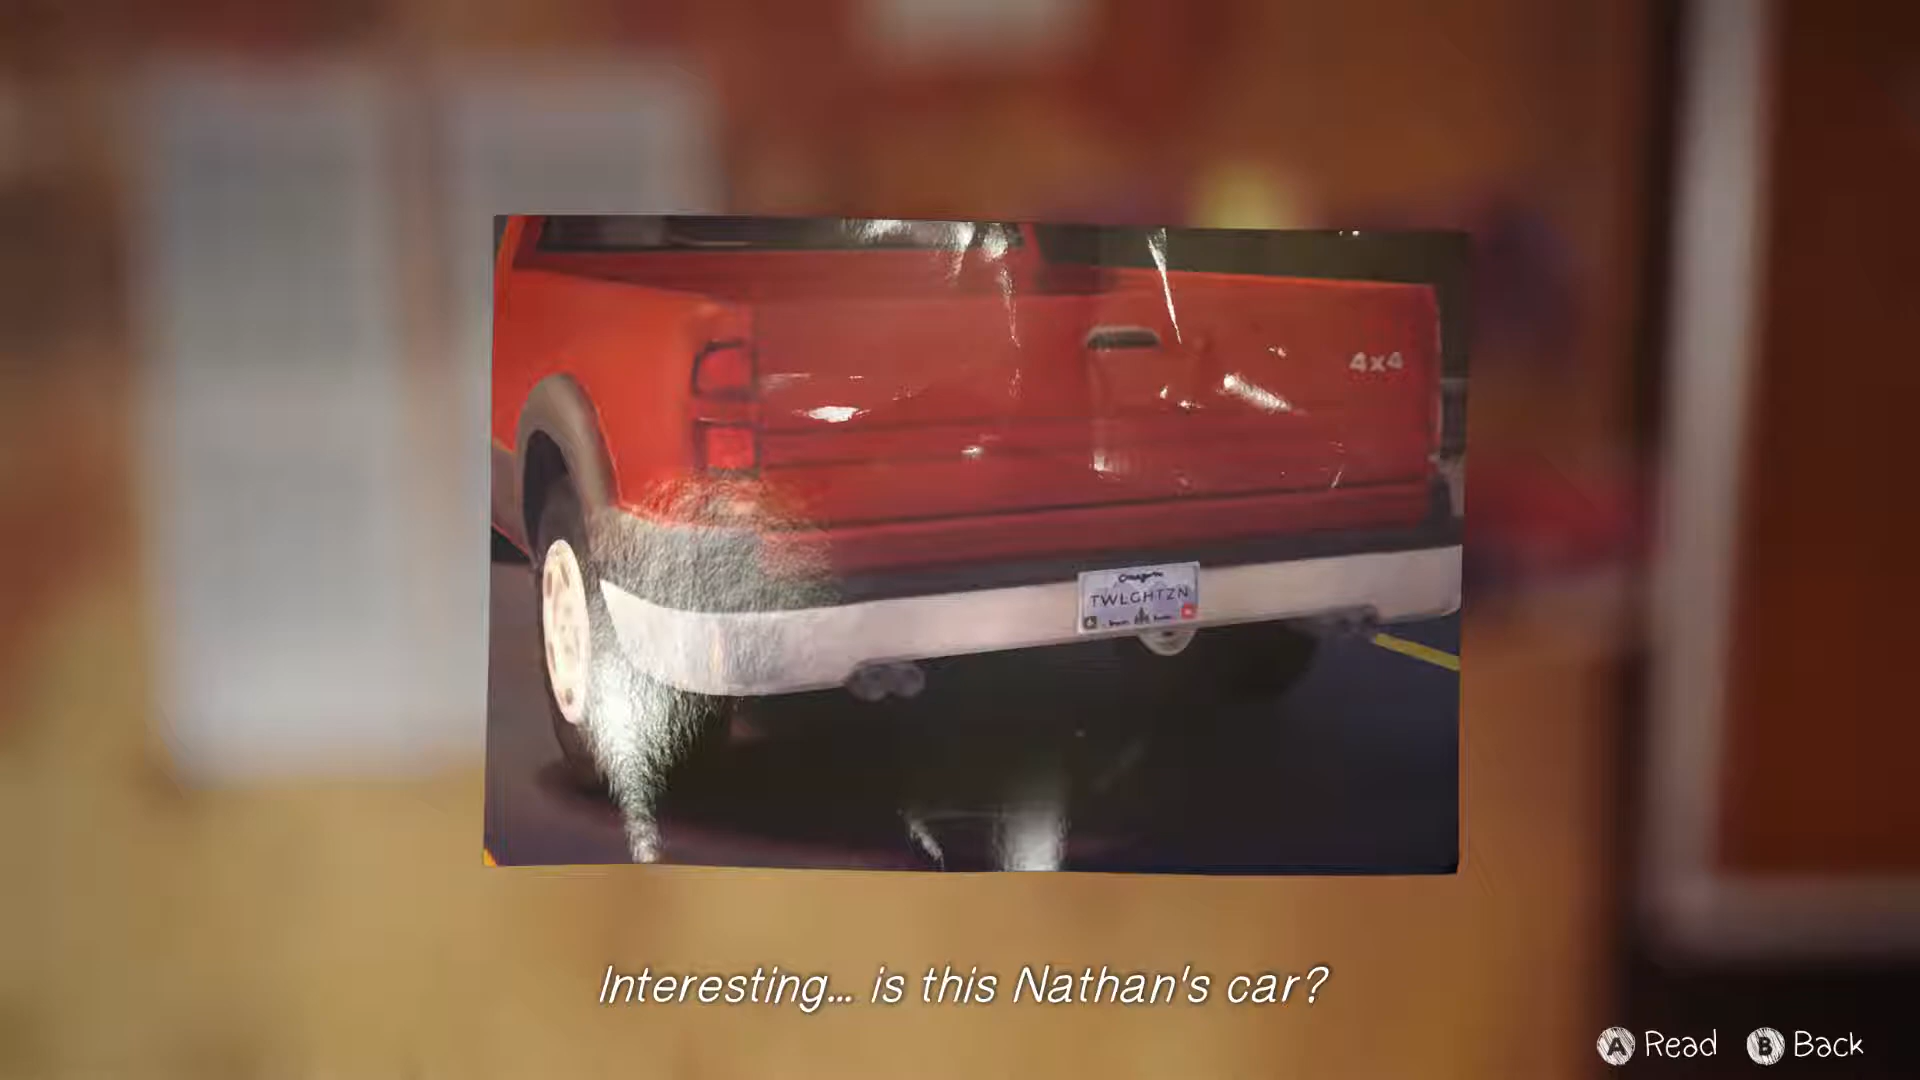 4x4
Oregon
TWLGHTZN
Interesting... is this Nathan's car?
A Read B Back